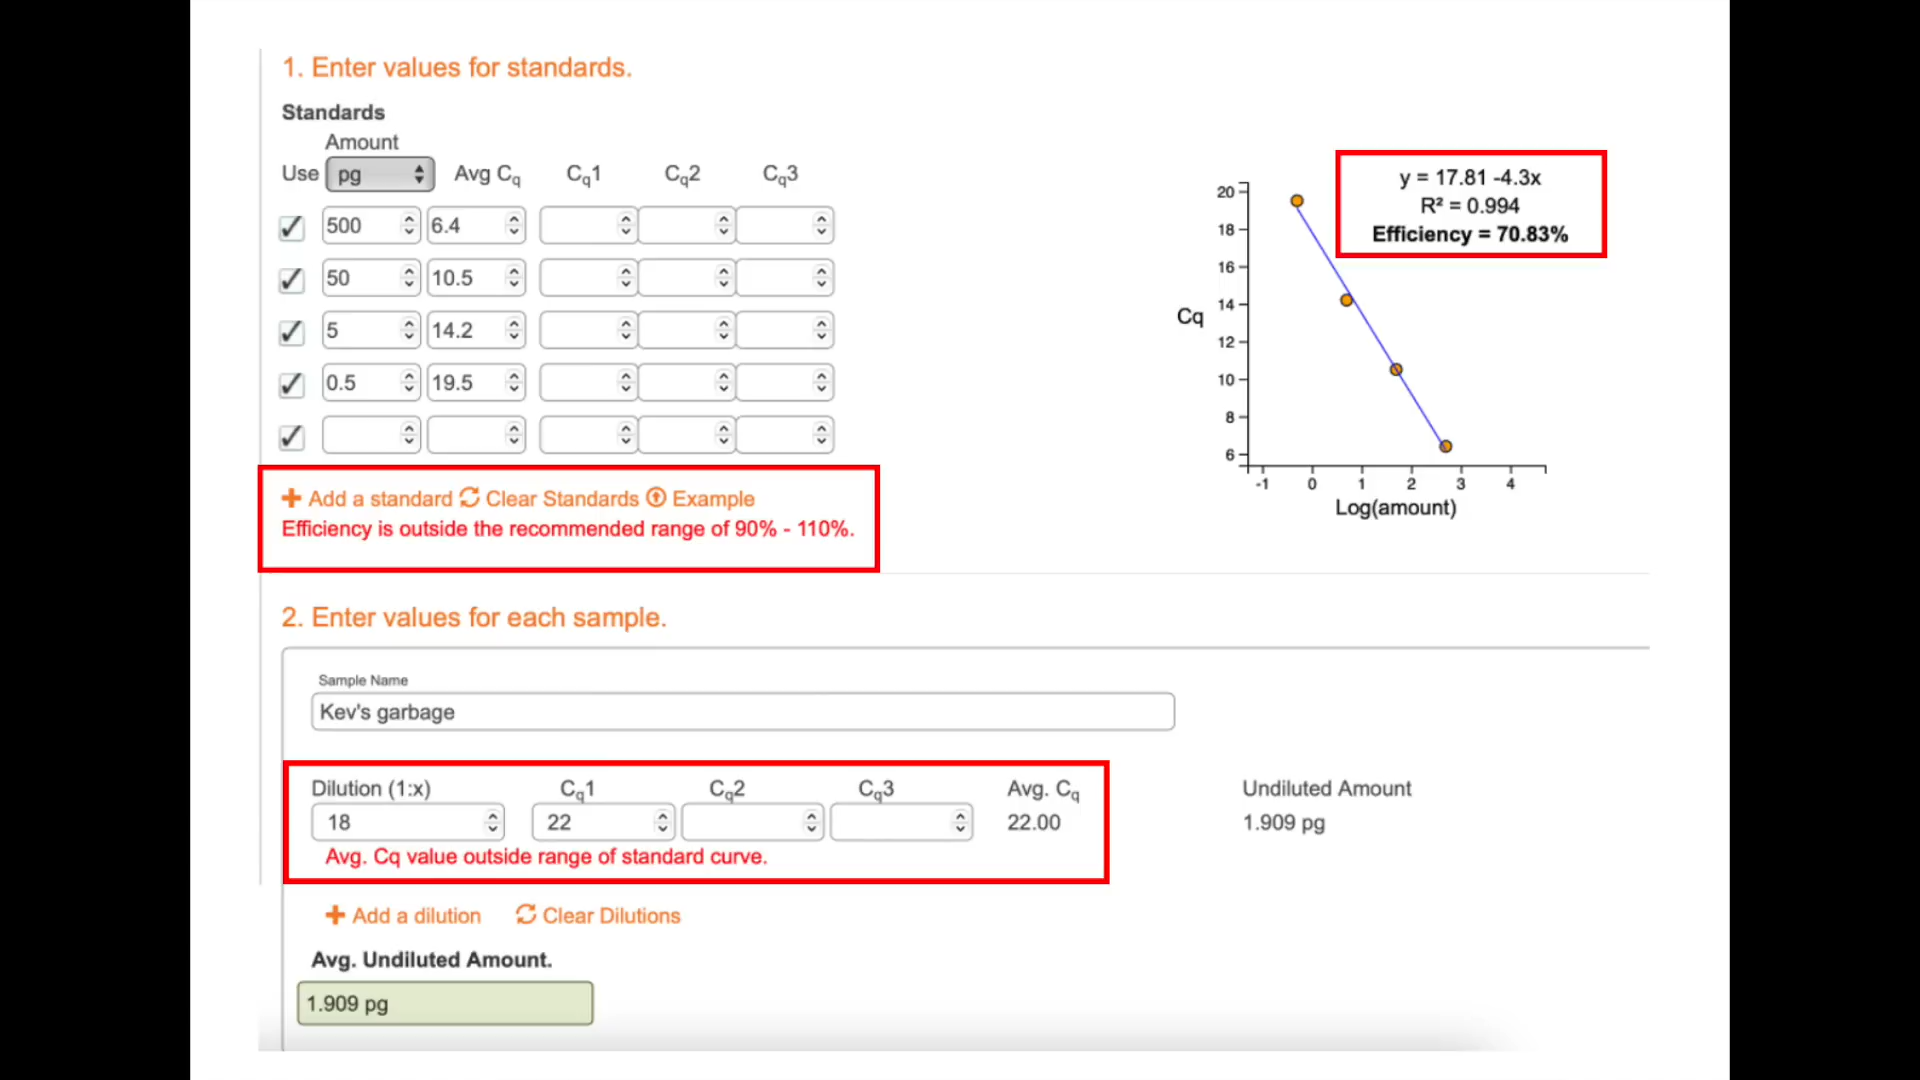 1. Enter values for standards.
Standards
Amount
Use pg Avg Cq Cq1 Cq2 Cq3
500 6.4
50 10.5
5 14.2
0.5 19.5
+ Add a standard Clear Standards Example
Efficiency is outside the recommended range of 90% - 110%.
y = 17.81 -4.3x
R² = 0.994
Efficiency = 70.83%
20
18
16
14
12
10
8
6
Cq
-1 0 1 2 3 4
Log(amount)
2. Enter values for each sample.
Sample Name
Kev's garbage
Dilution (1:x) Cq1 Cq2 Cq3 Avg. Cq Undiluted Amount
18 22 22.00 1.909 pg
Avg. Cq value outside range of standard curve.
+ Add a dilution Clear Dilutions
Avg. Undiluted Amount.
1.909 pg